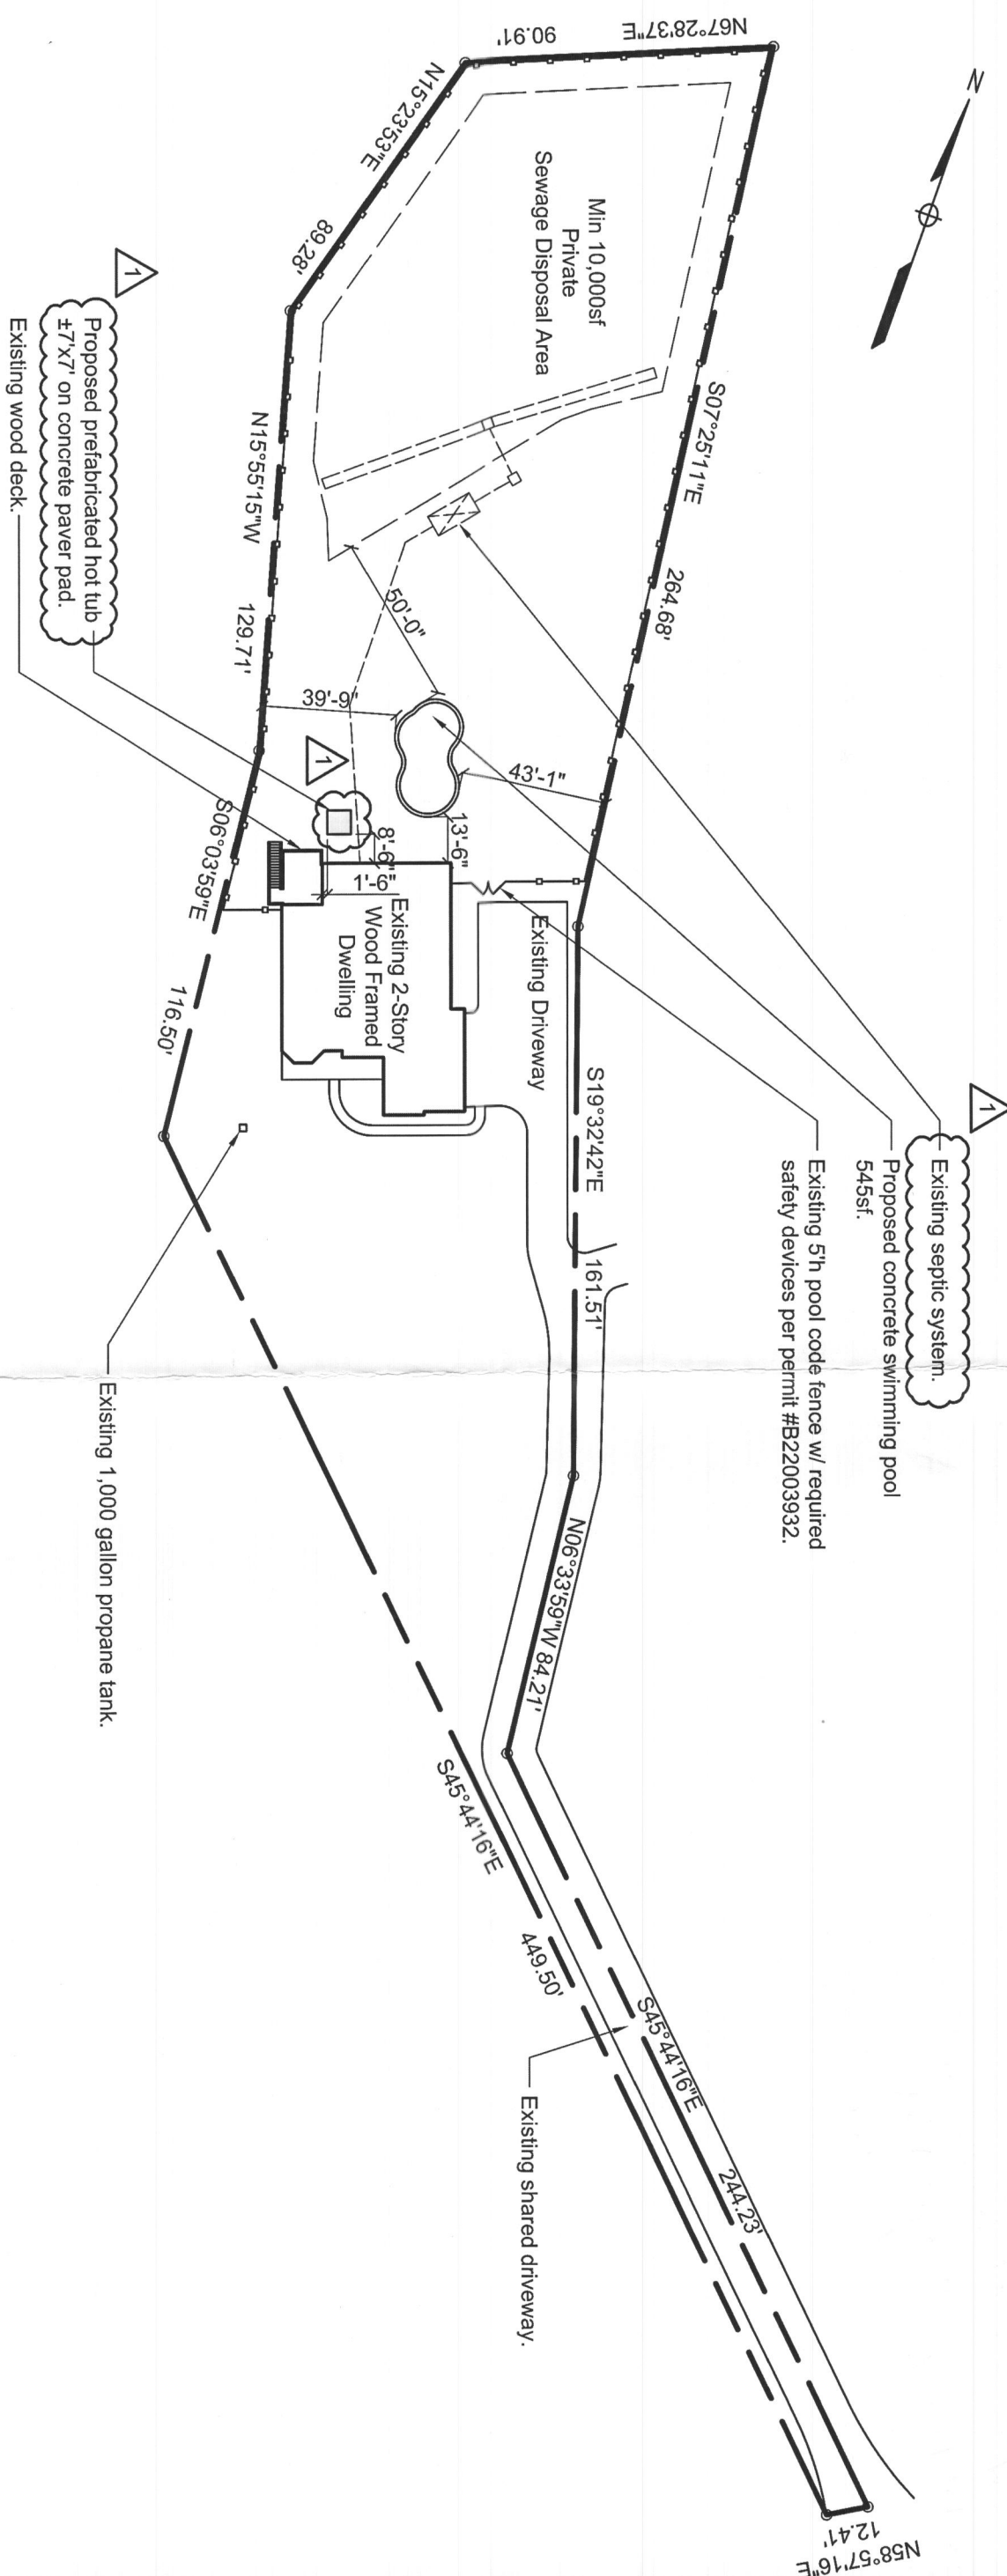 N
N67°28'37"E
90.91'
N15°23'53"E
89.28'
Min 10,000sf
Private
Sewage Disposal Area
S07°25'11"E
264.68'
N15°55'15"W
129.71'
1
Proposed prefabricated hot tub
±7'x7' on concrete paver pad.
Existing wood deck.
50'-0"
39'-9"
43'-1"
1
13'-6"
8'-6"
1'-6"
S06°03'59"E
116.50'
Existing 2-Story
Wood Framed
Dwelling
Existing Driveway
S19°32'42"E
161.51'
1
Existing septic system.
Proposed concrete swimming pool
545sf.
Existing 5'h pool code fence w/ required
safety devices per permit #B22003932.
Existing 1,000 gallon propane tank.
N06°33'59"W 84.21'
S45°44'16"E
449.50'
S45°44'16"E
244.23'
Existing shared driveway.
N58°57'16"E
12.41'